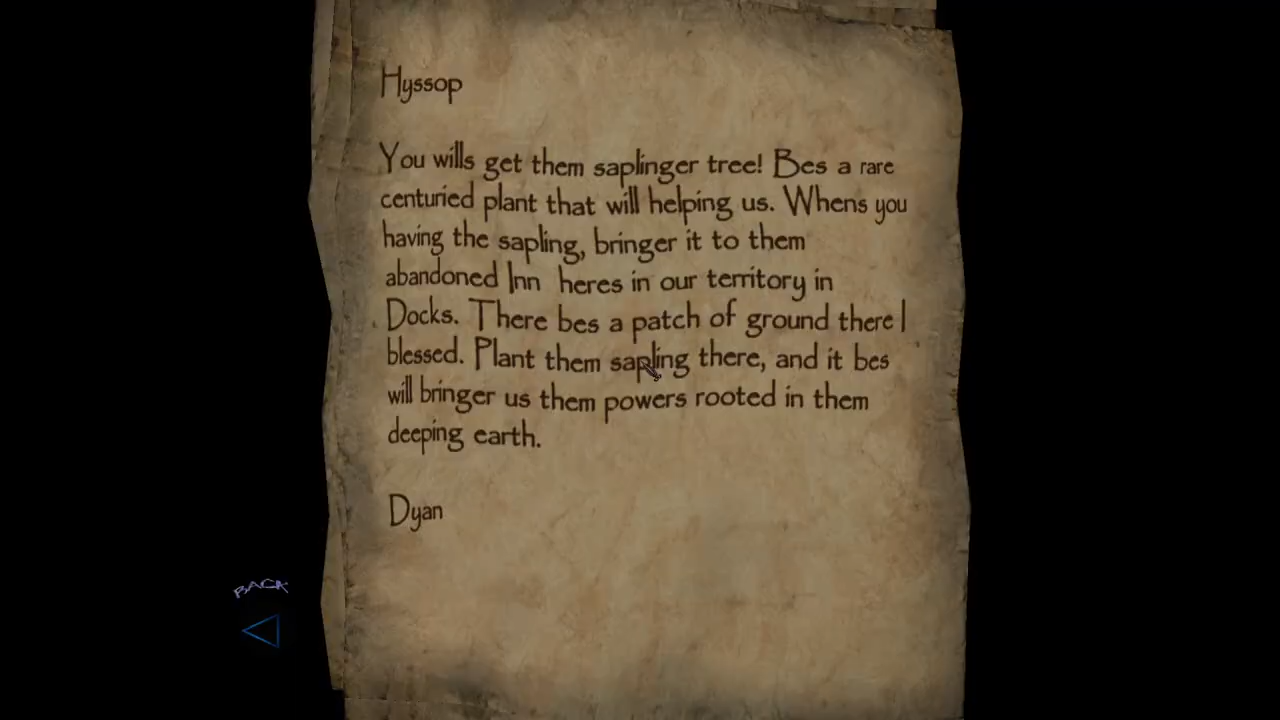 Hyssop
You wills get them saplinger tree! Bes a rare
centuried plant that will helping us. Whens you
having the sapling, bringer it to them
abandoned Inn heres in our territory in
Docks. There bes a patch of ground there I
blessed. Plant them sapling there, and it bes
will bringer us them powers rooted in them
deeping earth.
Dyan
BACK